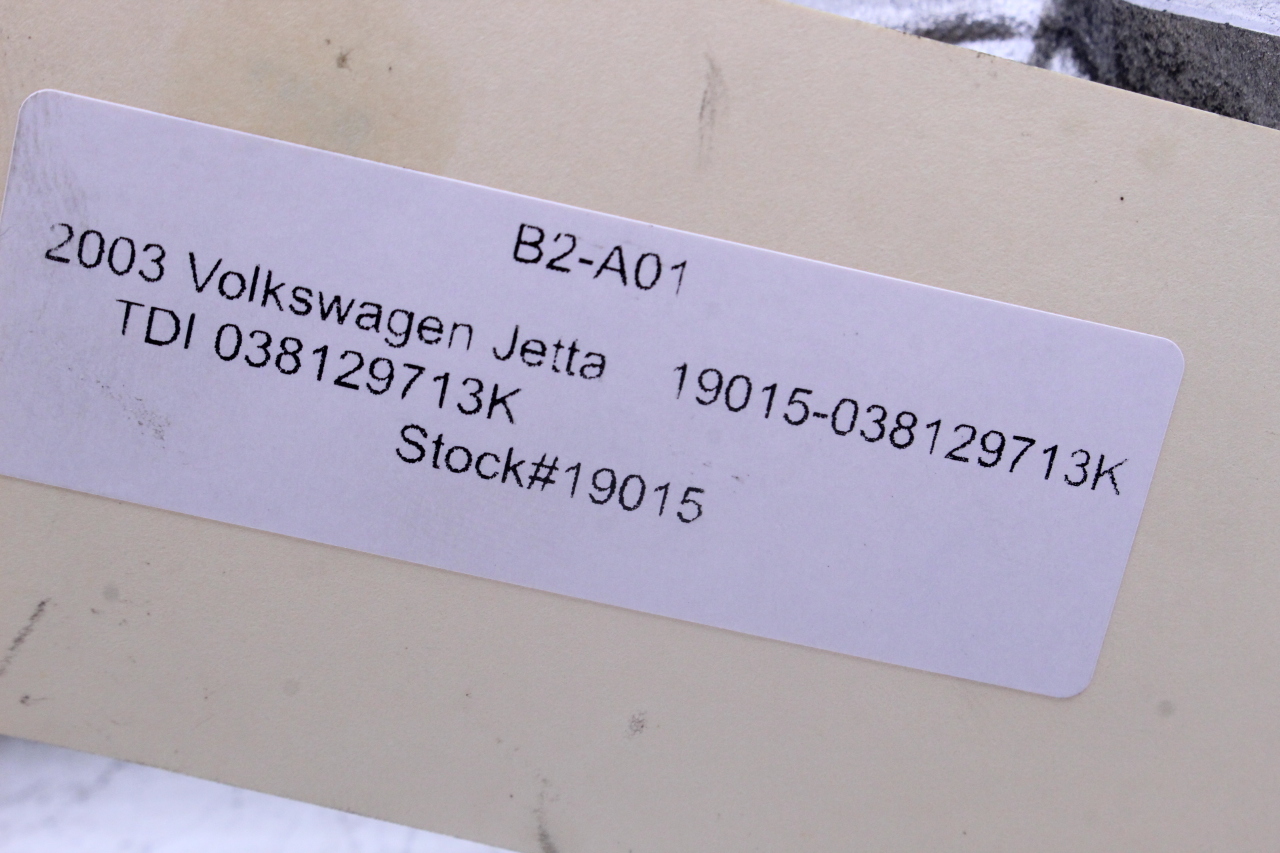 B2-A01
2003 Volkswagen Jetta
TDI 038129713K
19015-038129713K
Stock#19015